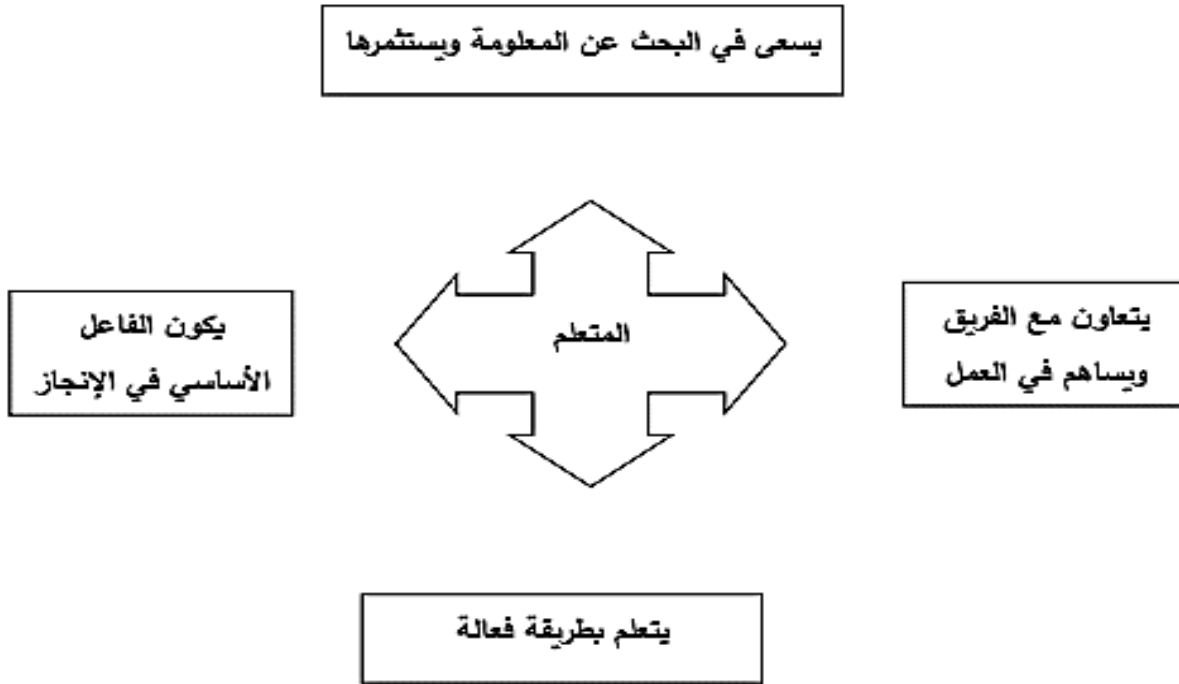 يسعى في البحث عن المعلومة ويستثمرها
يتعاون مع الفريق
ويساهم في العمل
المتعلم
يكون الفاعل
الأساسي في الإنجاز
يتعلم بطريقة فعالة